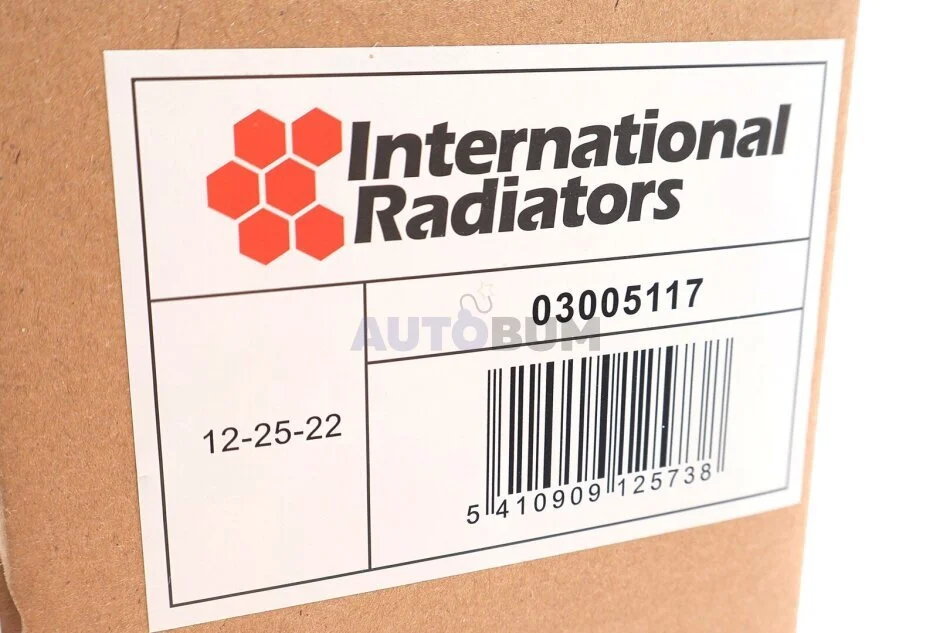 International
Radiators
03005117
AUTOBUM
12-25-22
5 410909 125738